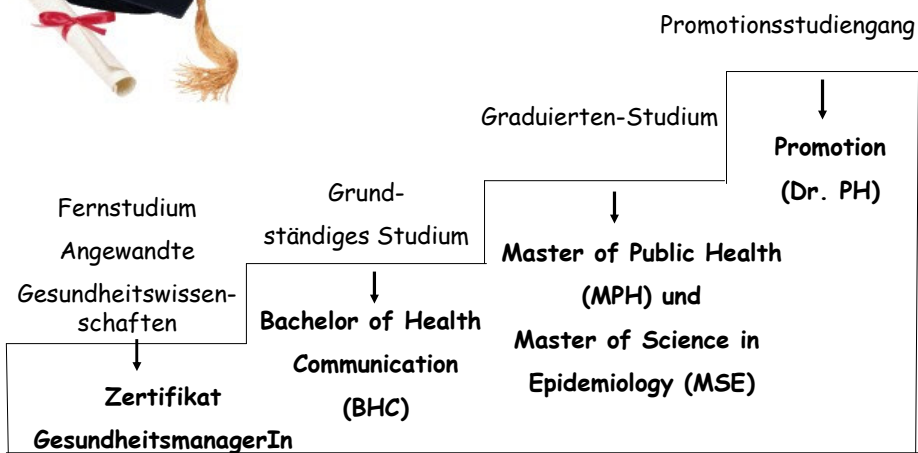 Promotionsstudiengang
Promotion
(Dr. PH)
Graduierten-Studium
Master of Public Health
(MPH) und
Master of Science in
Epidemiology (MSE)
Grund-
ständiges Studium
Bachelor of Health
Communication
(BHC)
Fernstudium
Angewandte
Gesundheitswissen-
schaften
Zertifikat
GesundheitsmanagerIn